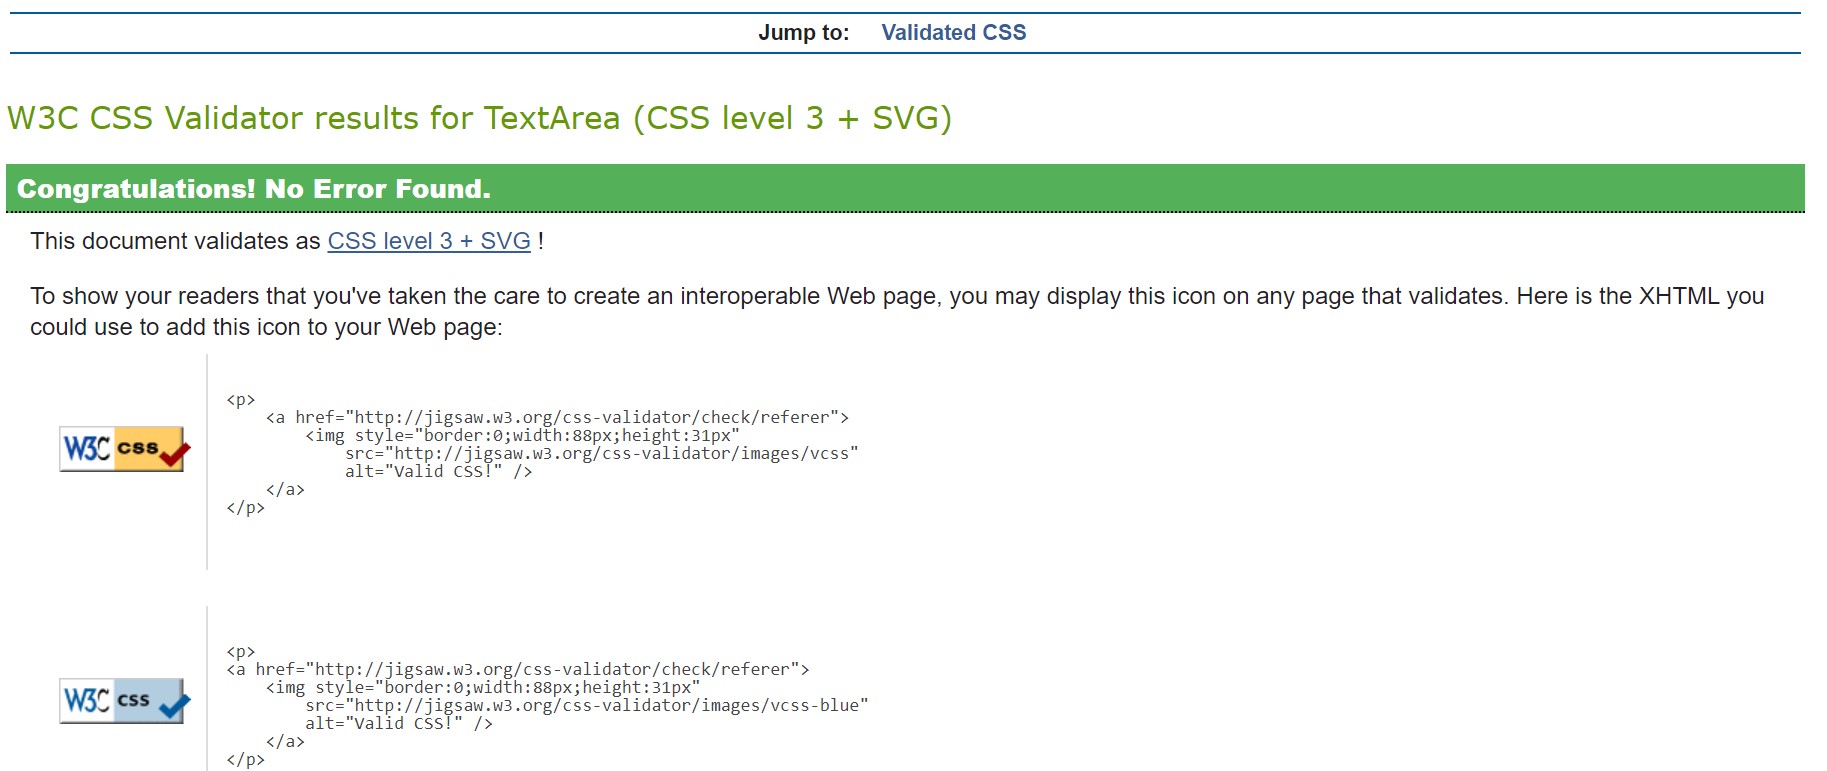 Jump to: Validated CSS
W3C CSS Validator results for TextArea (CSS level 3 + SVG)
Congratulations! No Error Found.
This document validates as CSS level 3 + SVG !
To show your readers that you've taken the care to create an interoperable Web page, you may display this icon on any page that validates. Here is the XHTML you
could use to add this icon to your Web page:
W3C css
<p>
    <a href="http://jigsaw.w3.org/css-validator/check/referer">
        <img style="border:0;width:88px;height:31px"
            src="http://jigsaw.w3.org/css-validator/images/vcss"
            alt="Valid CSS!" />
    </a>
</p>
W3C css
<p>
<a href="http://jigsaw.w3.org/css-validator/check/referer">
    <img style="border:0;width:88px;height:31px"
        src="http://jigsaw.w3.org/css-validator/images/vcss-blue"
        alt="Valid CSS!" />
    </a>
</p>